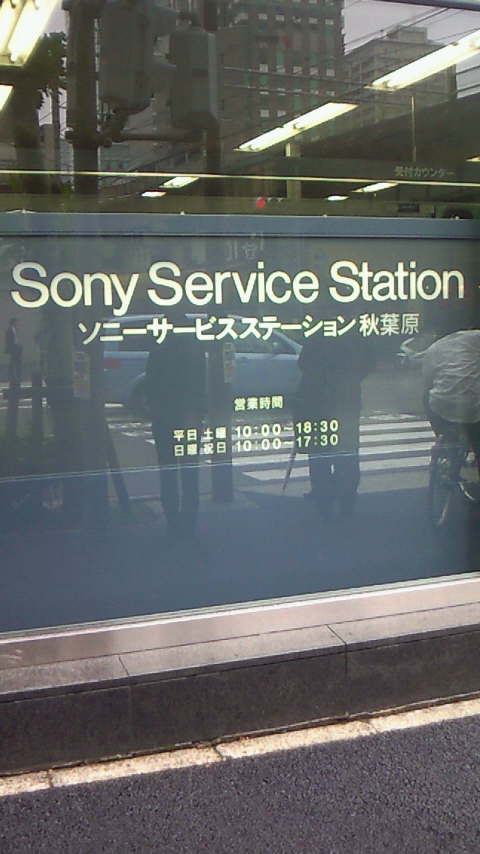 受付カウンター
Sony Service Station
ソニーサービスステーション秋葉原
営業時間
平日 土曜 10:00~18:30
日曜 祝日 10:00~17:30